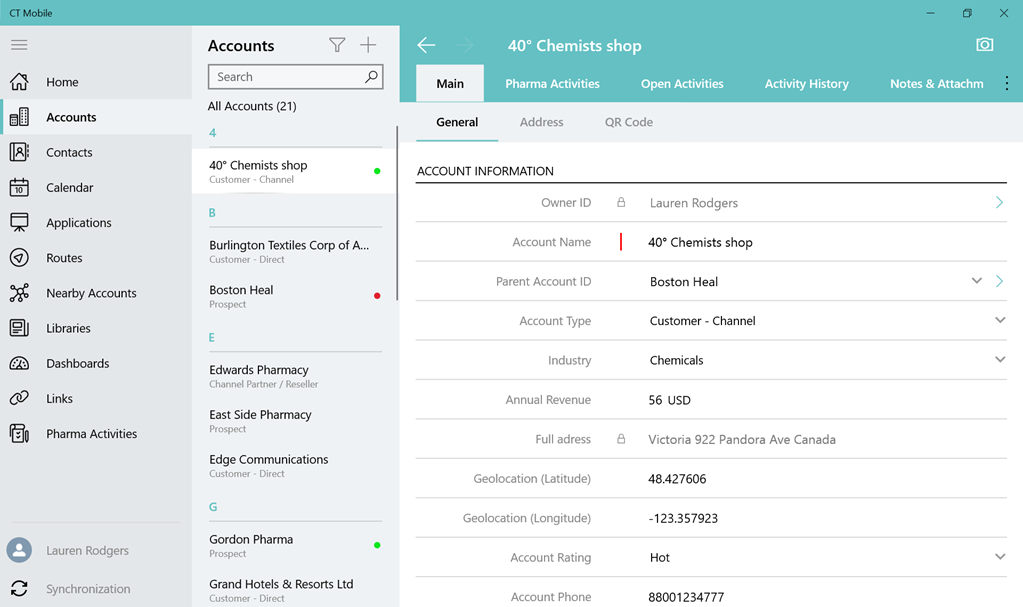 CT Mobile
Home
Accounts
Contacts
10
Calendar
Applications
Routes
Nearby Accounts
Libraries
Dashboards
Links
Pharma Activities
Lauren Rodgers
Synchronization
Accounts
Search
All Accounts (21)
4
40° Chemists shop
Customer - Channel
B
Burlington Textiles Corp of A...
Customer - Direct
Boston Heal
Prospect
E
Edwards Pharmacy
Channel Partner / Reseller
East Side Pharmacy
Prospect
Edge Communications
Customer - Direct
G
Gordon Pharma
Prospect
Grand Hotels & Resorts Ltd
Customer - Direct
40° Chemists shop
Main Pharma Activities Open Activities Activity History Notes & Attachm
General Address QR Code
ACCOUNT INFORMATION
Owner ID Lauren Rodgers
Account Name 40° Chemists shop
Parent Account ID Boston Heal
Account Type Customer - Channel
Industry Chemicals
Annual Revenue 56 USD
Full adress Victoria 922 Pandora Ave Canada
Geolocation (Latitude) 48.427606
Geolocation (Longitude) -123.357923
Account Rating Hot
Account Phone 88001234777